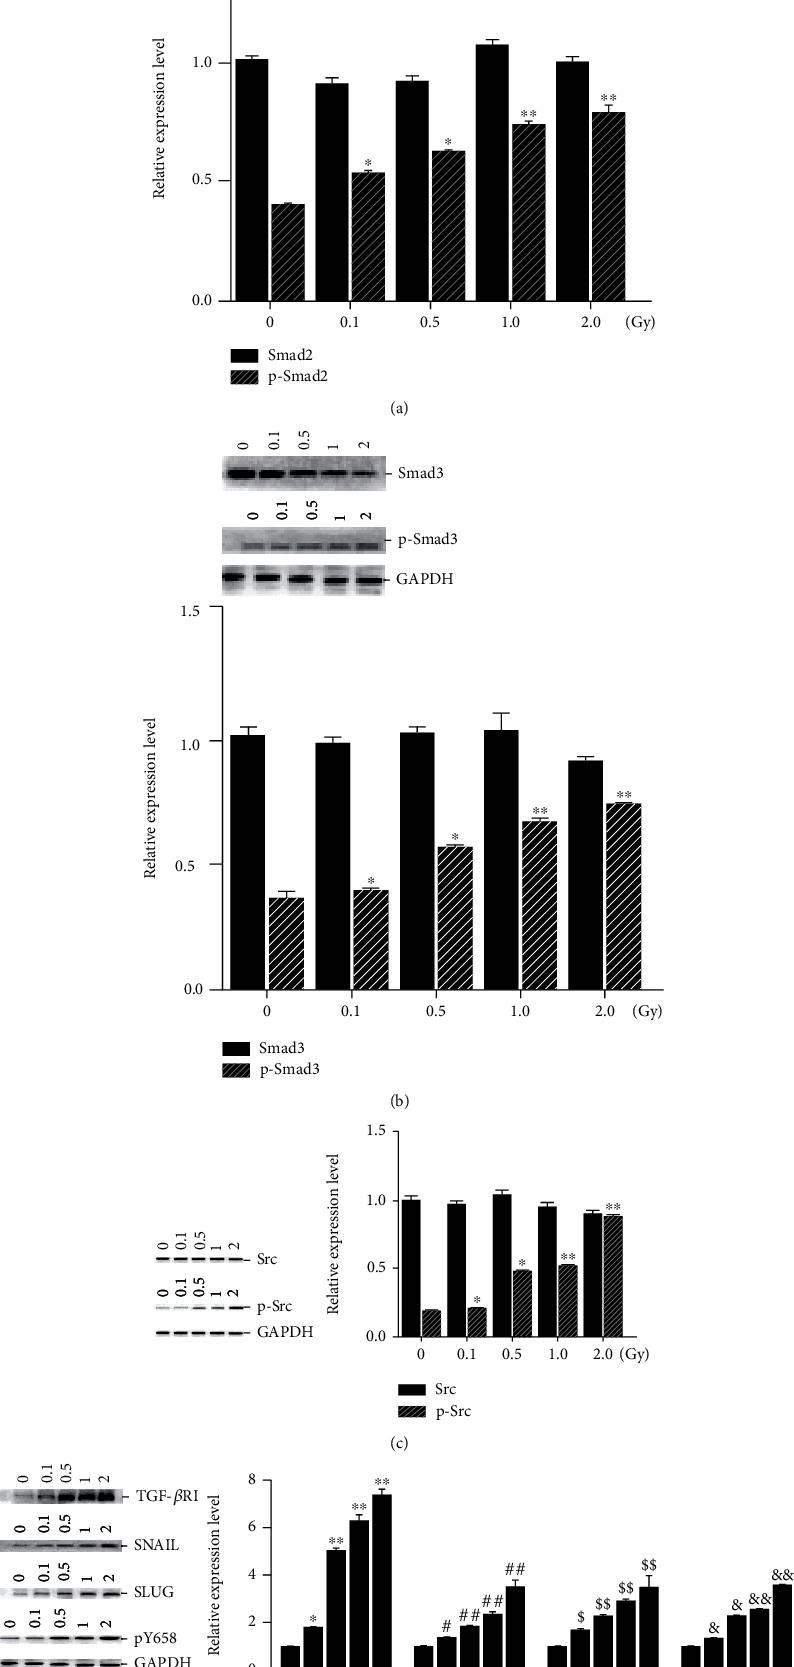 Relative expression level
1.0
0.5
0.0
* * ** **
0 0.1 0.5 1.0 2.0 (Gy)
Smad2
p-Smad2
(a)
0 0.1 0.5 1 2
Smad3
0 0.1 0.5 1 2
p-Smad3
GAPDH
Relative expression level
1.5
1.0
0.5
0.0
* * ** **
0 0.1 0.5 1.0 2.0 (Gy)
Smad3
p-Smad3
(b)
0 0.1 0.5 1 2
Src
0 0.1 0.5 1 2
p-Src
GAPDH
Relative expression level
1.5
1.0
0.5
0.0
* * ** **
0 0.1 0.5 1.0 2.0 (Gy)
Src
p-Src
(c)
0 0.1 0.5 1 2
TGF-βRI
0 0.1 0.5 1 2
SNAIL
0 0.1 0.5 1 2
SLUG
0 0.1 0.5 1 2
pY658
GAPDH
Relative expression level
8
6
4
2
* ** ** **
# ## ## ##
$ $$ $$ $$
& & && &&